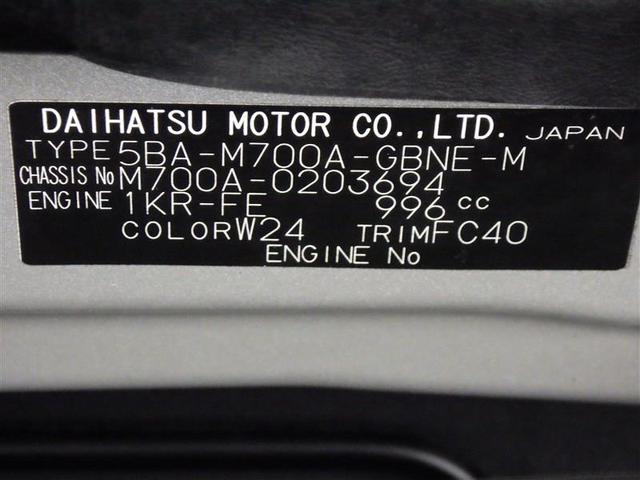 DAIHATSU MOTOR CO.,LTD. JAPAN
TYPE 5BA-M700A-GBNE-M
CHASSIS No M700A-0203694
ENGINE 1KR-FE 996 cc
COLOR W24 TRIM FC40
ENGINE No